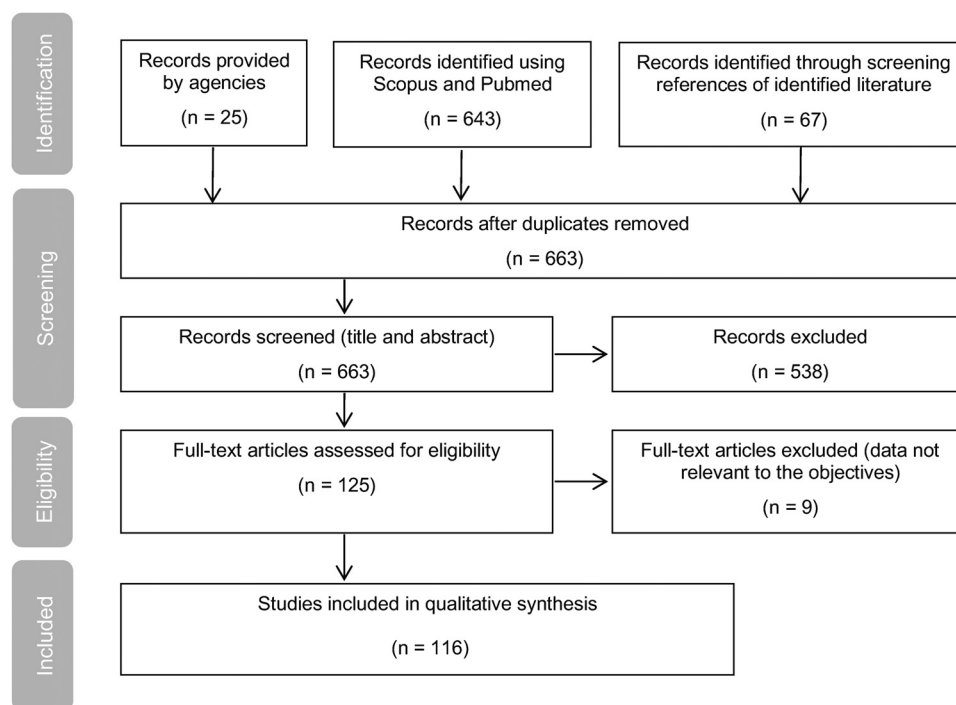 Identification
Records provided
by agencies
(n = 25)
Records identified using
Scopus and Pubmed
(n = 643)
Records identified through screening
references of identified literature
(n = 67)
Screening
Records after duplicates removed
(n = 663)
Records screened (title and abstract)
(n = 663)
Records excluded
(n = 538)
Eligibility
Full-text articles assessed for eligibility
(n = 125)
Full-text articles excluded (data not
relevant to the objectives)
(n = 9)
Included
Studies included in qualitative synthesis
(n = 116)